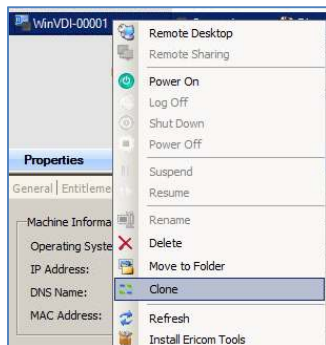 WinVDI-00001
Remote Desktop
Remote Sharing
Power On
Log Off
Shut Down
Power Off
Properties
Suspend
General Entitleme
Resume
Machine Informa
Rename
Operating Syste
Delete
IP Address:
Move to Folder
DNS Name:
Clone
MAC Address:
Refresh
Install Ericom Tools